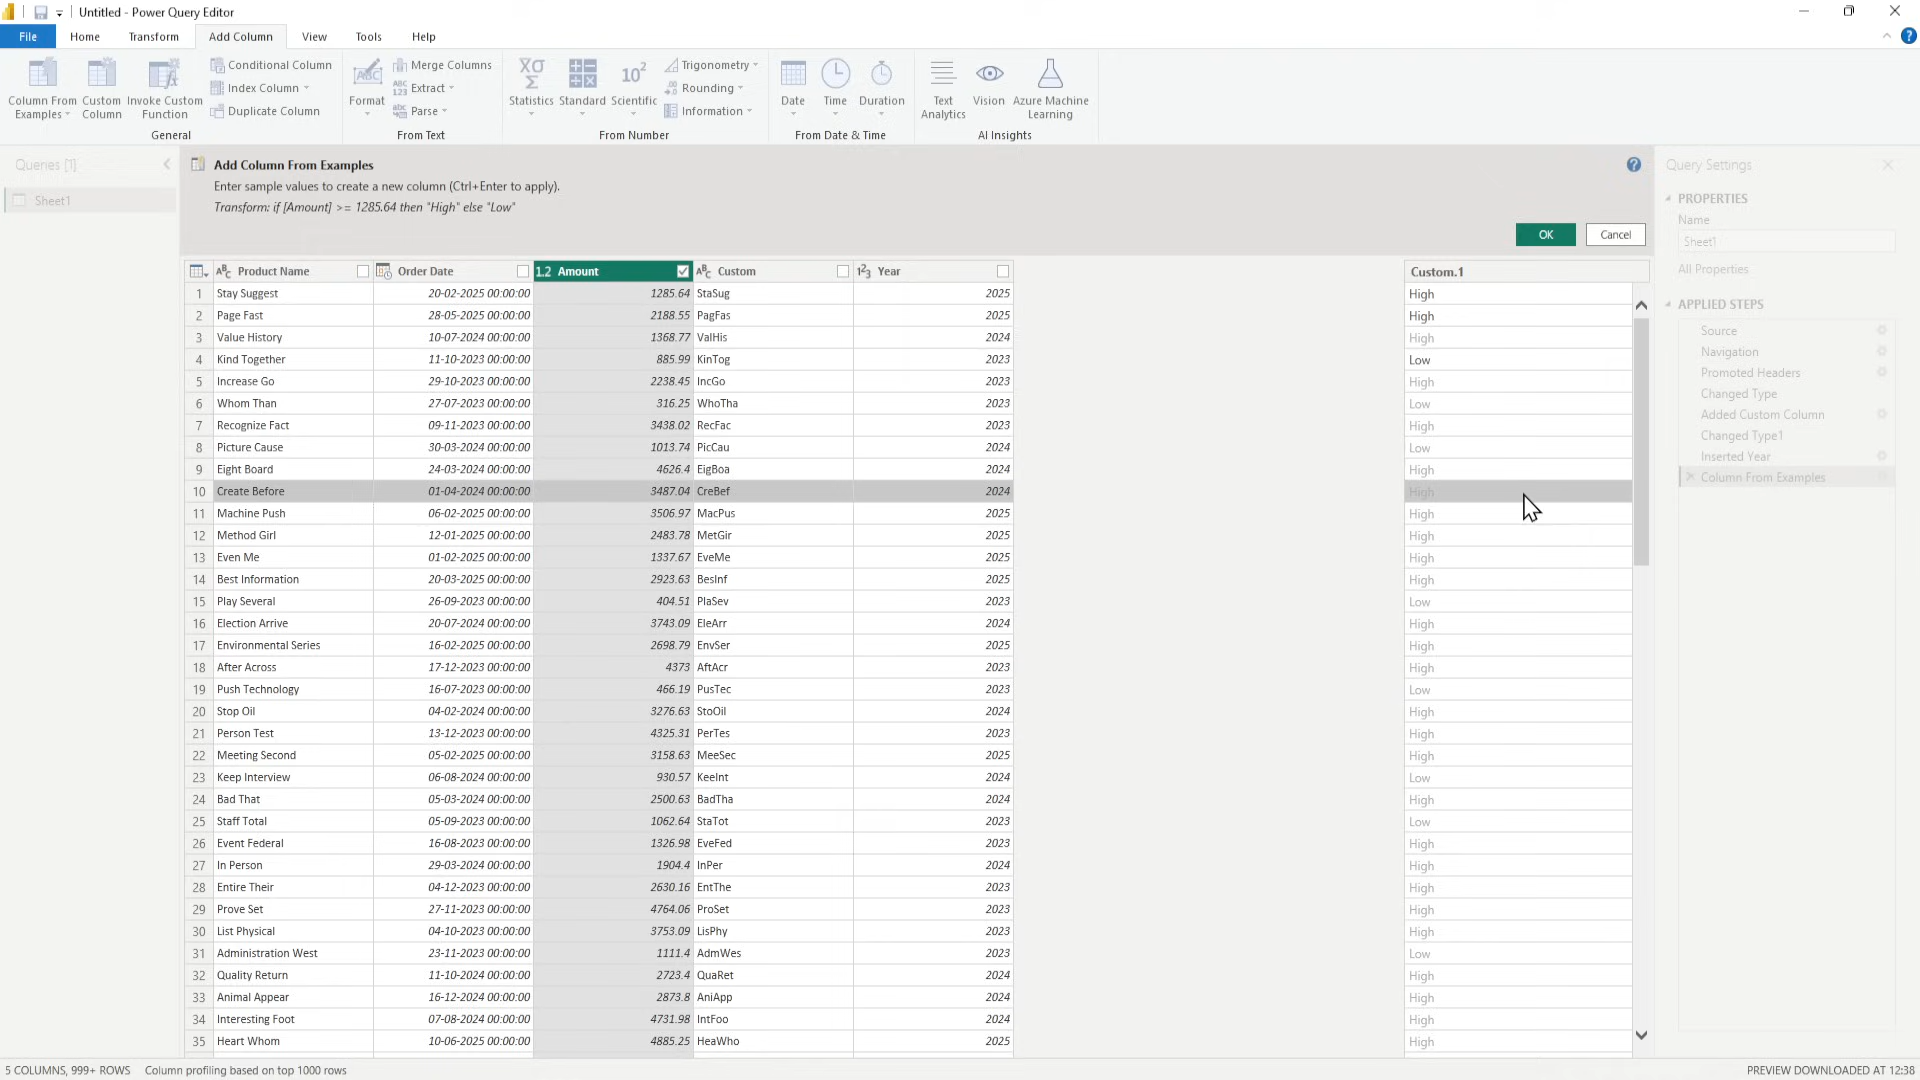 Untitled - Power Query Editor
File Home Transform Add Column View Tools Help
Column From Examples
Custom Column
Invoke Custom Function
Conditional Column
Index Column
Duplicate Column
General
Format
Merge Columns
Extract
Parse
From Text
Statistics
Standard
Scientific
Trigonometry
Rounding
Information
From Number
Date
Time
Duration
From Date & Time
Text Analytics
Vision
Azure Machine Learning
AI Insights
Queries [1]
Sheet1
Add Column From Examples
Enter sample values to create a new column (Ctrl+Enter to apply).
Transform: if [Amount] >= 1285.64 then "High" else "Low"
OK Cancel
Product Name Order Date 1.2 Amount Custom Year Custom.1
1 Stay Suggest 20-02-2025 00:00:00 1285.64 StaSug 2025 High
2 Page Fast 28-05-2025 00:00:00 2188.55 PagFas 2025 High
3 Value History 10-07-2024 00:00:00 1368.77 ValHis 2024 High
4 Kind Together 11-10-2023 00:00:00 885.99 KinTog 2023 Low
5 Increase Go 29-10-2023 00:00:00 2238.45 IncGo 2023 High
6 Whom Than 27-07-2023 00:00:00 316.25 WhoTha 2023 Low
7 Recognize Fact 09-11-2023 00:00:00 3438.02 RecFac 2023 High
8 Picture Cause 30-03-2024 00:00:00 1013.74 PicCau 2024 Low
9 Eight Board 24-03-2024 00:00:00 4626.4 EigBoa 2024 High
10 Create Before 01-04-2024 00:00:00 3487.04 CreBef 2024 High
11 Machine Push 06-02-2025 00:00:00 3506.97 MacPus 2025 High
12 Method Girl 12-01-2025 00:00:00 2483.78 MetGir 2025 High
13 Even Me 01-02-2025 00:00:00 1337.67 EveMe 2025 High
14 Best Information 20-03-2025 00:00:00 2923.63 BesInf 2025 High
15 Play Several 26-09-2023 00:00:00 404.51 PlaSev 2023 Low
16 Election Arrive 20-07-2024 00:00:00 3743.09 EleArr 2024 High
17 Environmental Series 16-02-2025 00:00:00 2698.79 EnvSer 2025 High
18 After Across 17-12-2023 00:00:00 4373 AftAcr 2023 High
19 Push Technology 16-07-2023 00:00:00 466.19 PusTec 2023 Low
20 Stop Oil 04-02-2024 00:00:00 3276.63 StoOil 2024 High
21 Person Test 13-12-2023 00:00:00 4325.31 PerTes 2023 High
22 Meeting Second 05-02-2025 00:00:00 3158.63 MeeSec 2025 High
23 Keep Interview 06-08-2024 00:00:00 930.57 KeeInt 2024 Low
24 Bad That 05-03-2024 00:00:00 2500.63 BadTha 2024 High
25 Staff Total 05-09-2023 00:00:00 1062.64 StaTot 2023 Low
26 Event Federal 16-08-2023 00:00:00 1326.98 EveFed 2023 High
27 In Person 29-03-2024 00:00:00 1904.4 InPer 2024 High
28 Entire Their 04-12-2023 00:00:00 2630.16 EntThe 2023 High
29 Prove Set 27-11-2023 00:00:00 4764.06 ProSet 2023 High
30 List Physical 04-10-2023 00:00:00 3753.09 LisPhy 2023 High
31 Administration West 23-11-2023 00:00:00 1111.4 AdmWes 2023 Low
32 Quality Return 11-10-2024 00:00:00 2723.4 QuaRet 2024 High
33 Animal Appear 16-12-2024 00:00:00 2873.8 AniApp 2024 High
34 Interesting Foot 07-08-2024 00:00:00 4731.98 IntFoo 2024 High
35 Heart Whom 10-06-2025 00:00:00 4885.25 HeaWho 2025 High
Query Settings
PROPERTIES
Name
Sheet1
All Properties
APPLIED STEPS
Source
Navigation
Promoted Headers
Changed Type
Added Custom Column
Changed Type1
Inserted Year
Column From Examples
5 COLUMNS, 999+ ROWS Column profiling based on top 1000 rows
PREVIEW DOWNLOADED AT 12:38